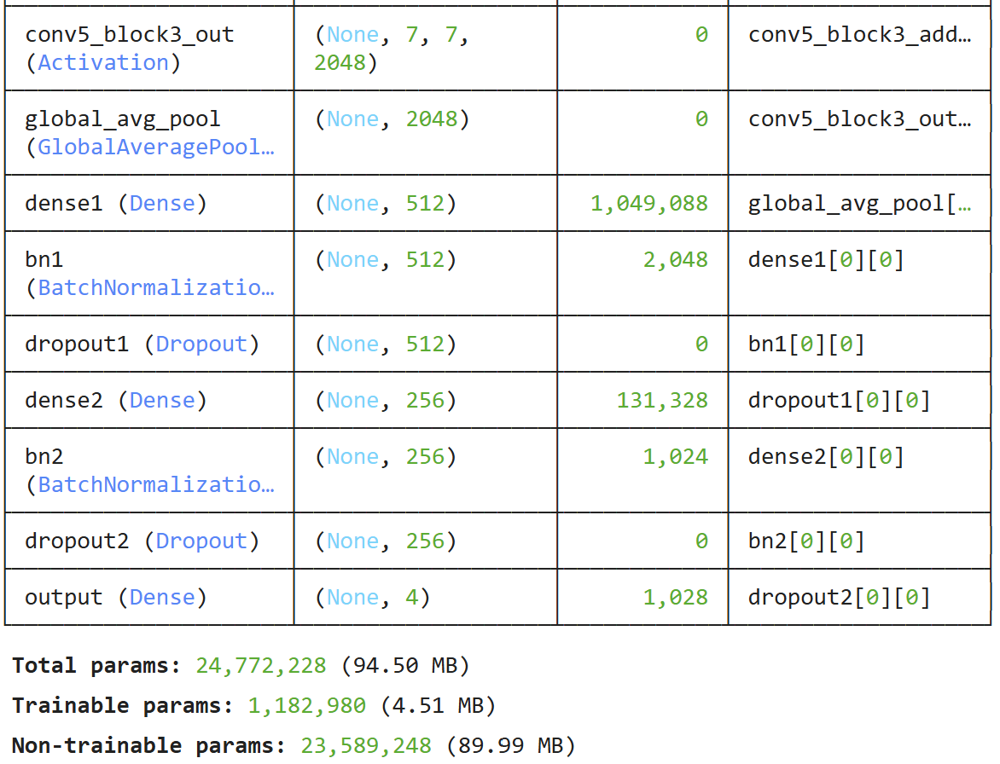 conv5_block3_out (None, 7, 7, 0 conv5_block3_add…
(Activation) 2048)
global_avg_pool (None, 2048) 0 conv5_block3_out…
(GlobalAveragePool…
dense1 (Dense) (None, 512) 1,049,088 global_avg_pool[…
bn1 (None, 512) 2,048 dense1[0][0]
(BatchNormalizatio…
dropout1 (Dropout) (None, 512) 0 bn1[0][0]
dense2 (Dense) (None, 256) 131,328 dropout1[0][0]
bn2 (None, 256) 1,024 dense2[0][0]
(BatchNormalizatio…
dropout2 (Dropout) (None, 256) 0 bn2[0][0]
output (Dense) (None, 4) 1,028 dropout2[0][0]
Total params: 24,772,228 (94.50 MB)
Trainable params: 1,182,980 (4.51 MB)
Non-trainable params: 23,589,248 (89.99 MB)